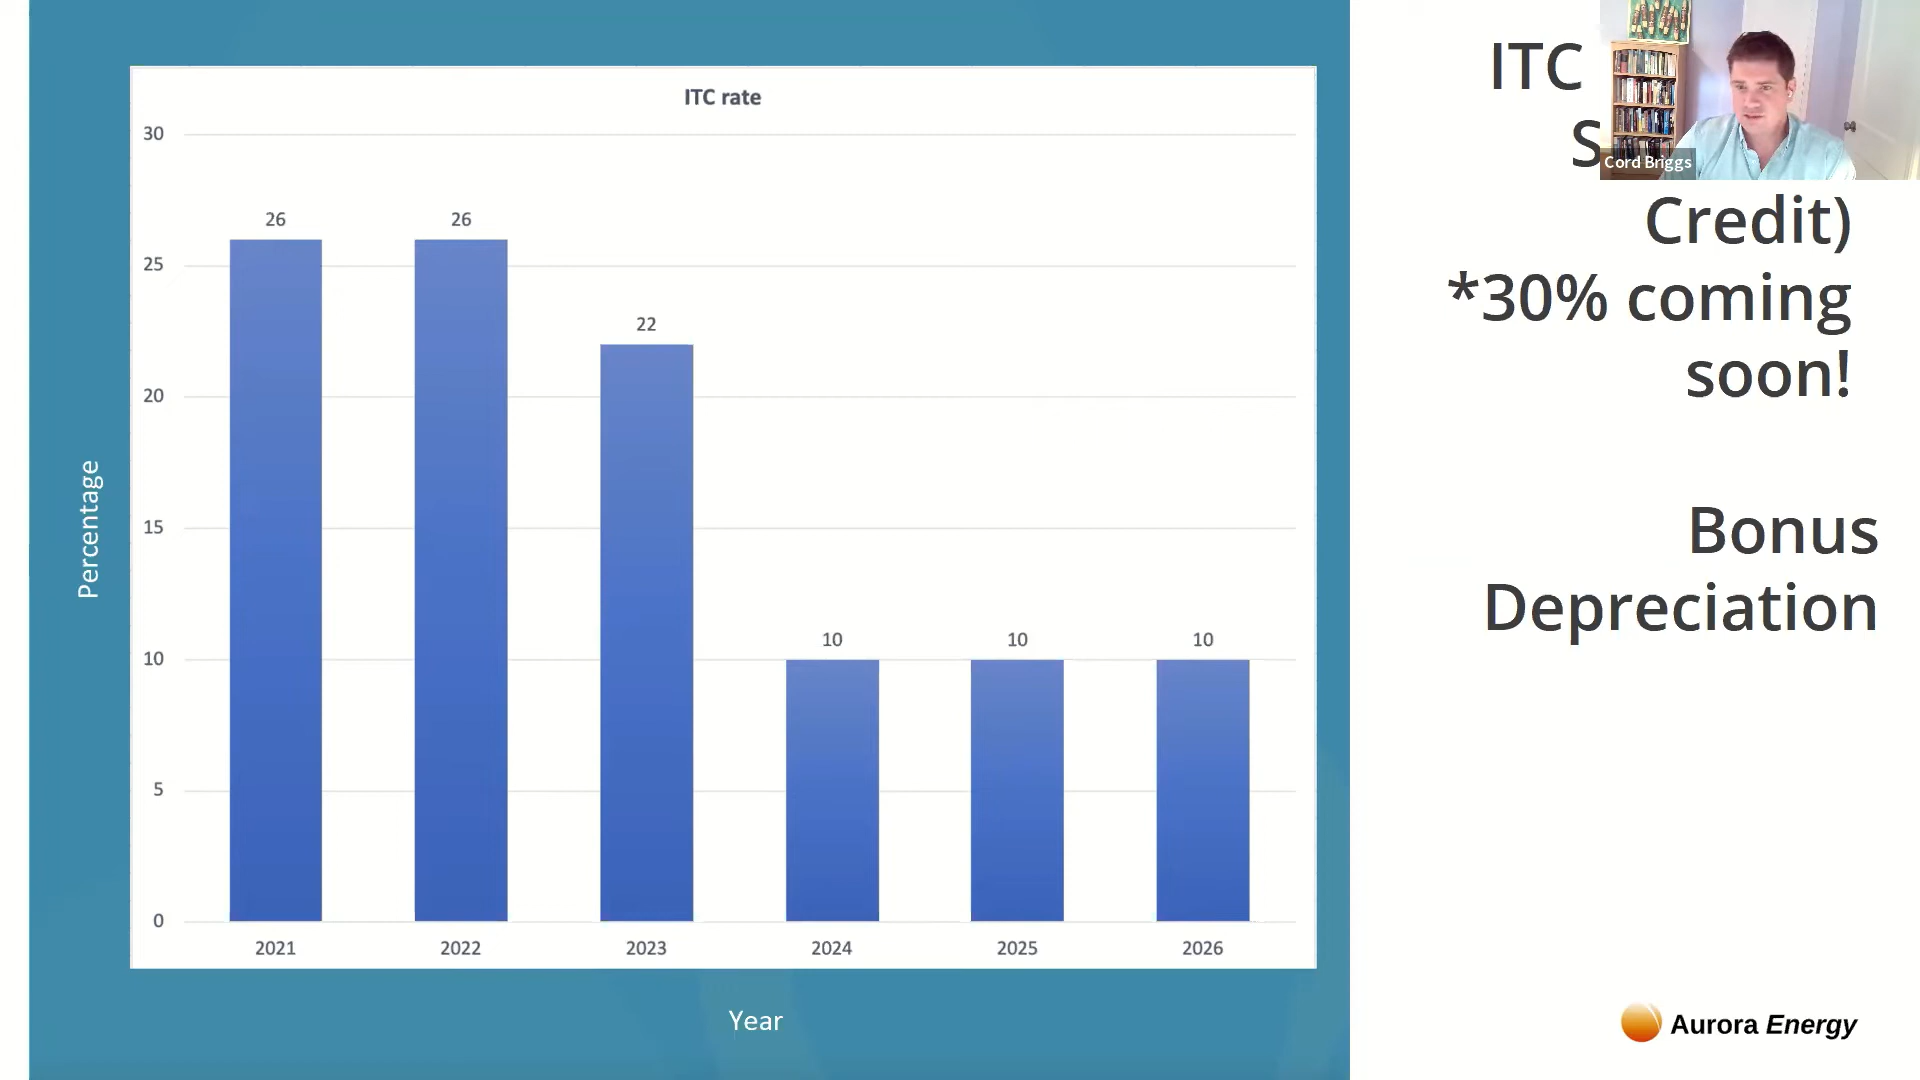 ITC rate
30
25
20
15
10
5
0
26
26
22
10
10
10
2021
2022
2023
2024
2025
2026
Percentage
Year
ITC
S
Credit)
*30% coming
soon!
Bonus
Depreciation
Cord Briggs
Aurora Energy